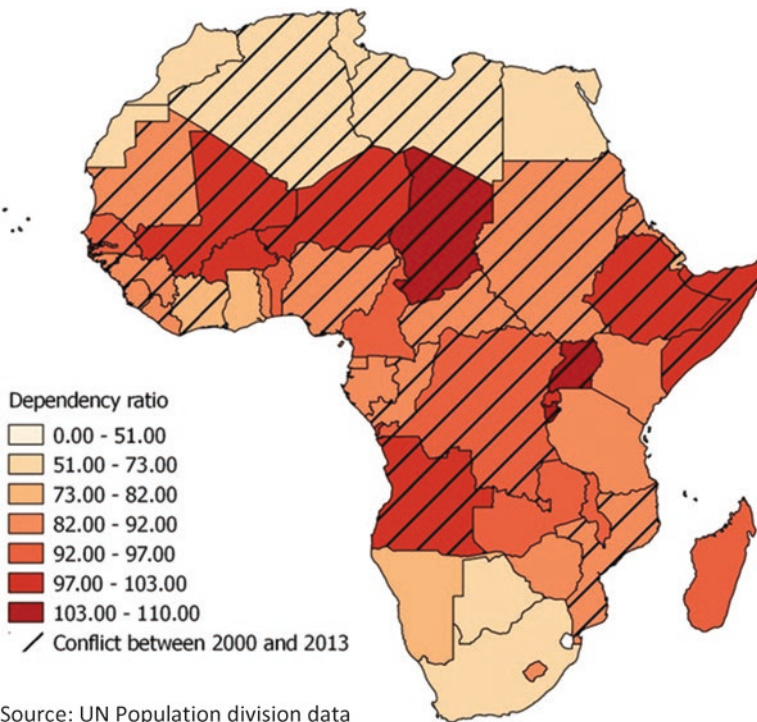 Dependency ratio
0.00 - 51.00
51.00 - 73.00
73.00 - 82.00
82.00 - 92.00
92.00 - 97.00
97.00 - 103.00
103.00 - 110.00
Conflict between 2000 and 2013
Source: UN Population division data